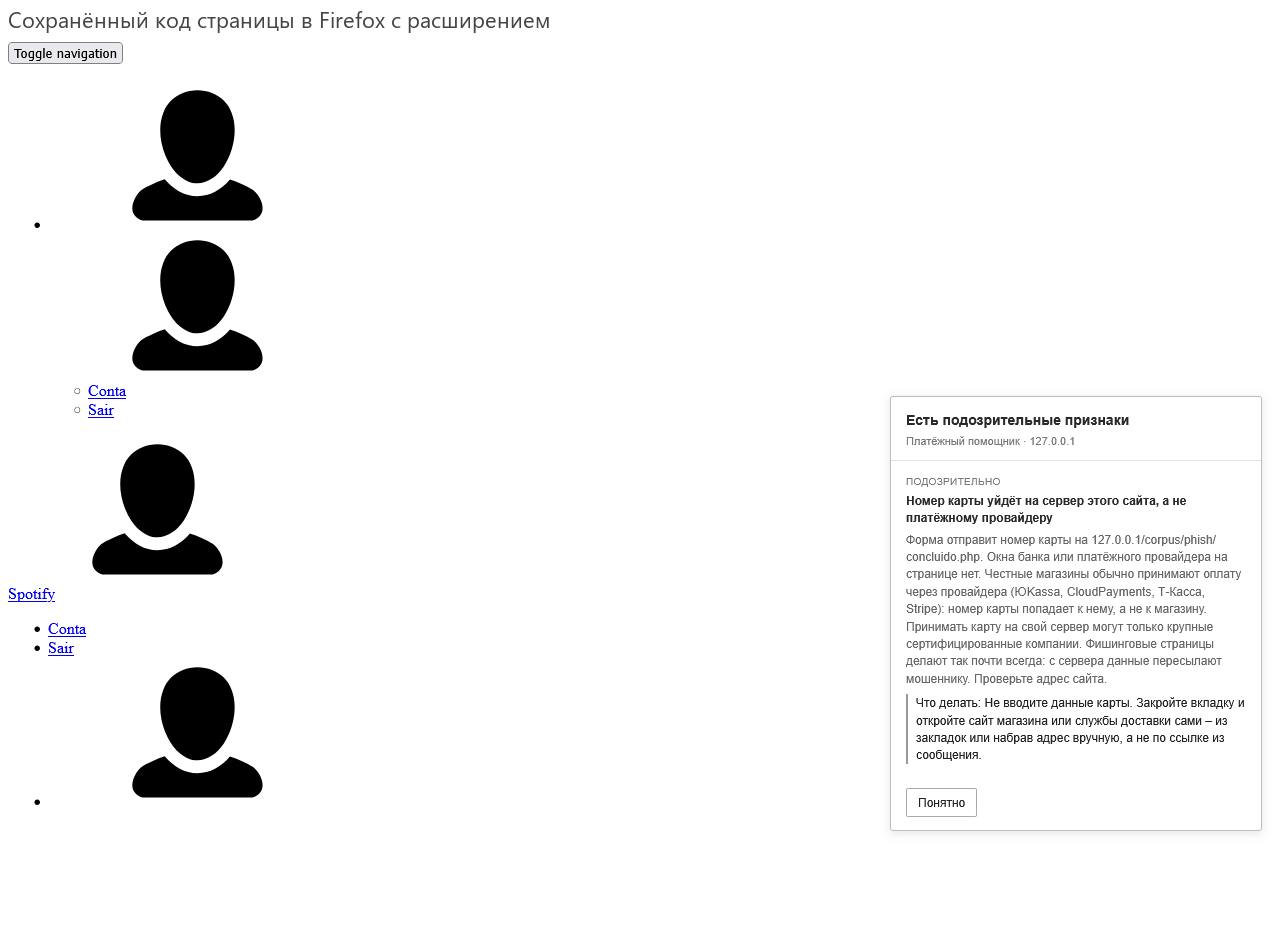 Сохранённый код страницы в Firefox с расширением
Toggle navigation
Conta
Sair
Spotify
Conta
Sair
Есть подозрительные признаки
Платёжный помощник · 127.0.0.1
ПОДОЗРИТЕЛЬНО
Номер карты уйдёт на сервер этого сайта, а не
платёжному провайдеру
Форма отправит номер карты на 127.0.0.1/corpus/phish/
concluido.php. Окна банка или платёжного провайдера на
странице нет. Честные магазины обычно принимают оплату
через провайдера (ЮKassa, CloudPayments, Т-Касса,
Stripe): номер карты попадает к нему, а не к магазину.
Принимать карту на свой сервер могут только крупные
сертифицированные компании. Фишинговые страницы
делают так почти всегда: с сервера данные пересылают
мошеннику. Проверьте адрес сайта.
Что делать: Не вводите данные карты. Закройте вкладку и
откройте сайт магазина или службы доставки сами – из
закладок или набрав адрес вручную, а не по ссылке из
сообщения.
Понятно